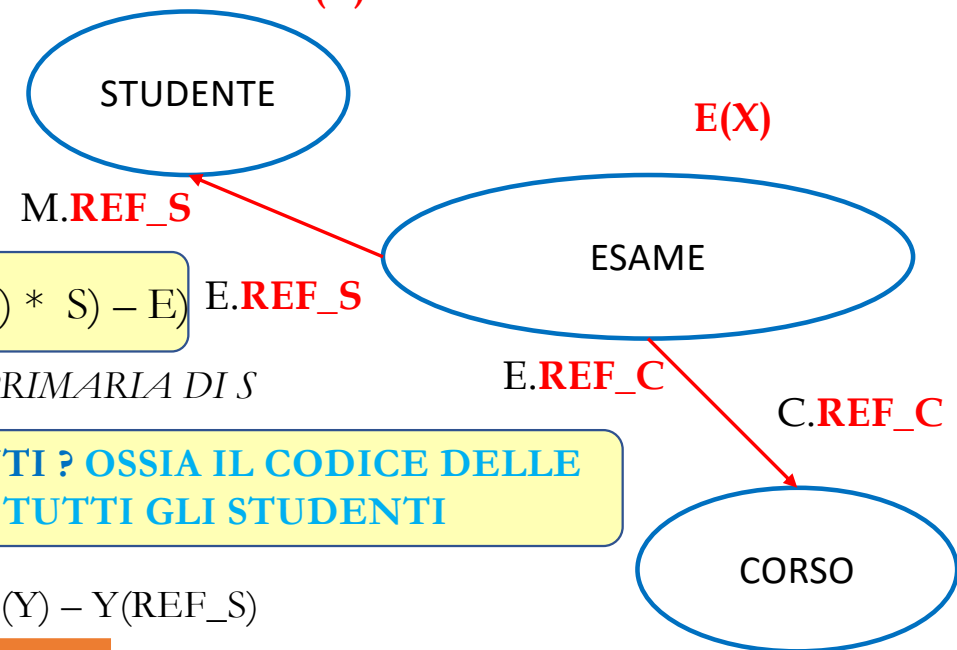 STUDENTE
E(X)
M.REF_S
ESAME
) * S) – E)
E.REF_S
RIMARIA DI S
E.REF_C
C.REF_C
TI ? OSSIA IL CODICE DELLE
TUTTI GLI STUDENTI
CORSO
(Y) – Y(REF_S)